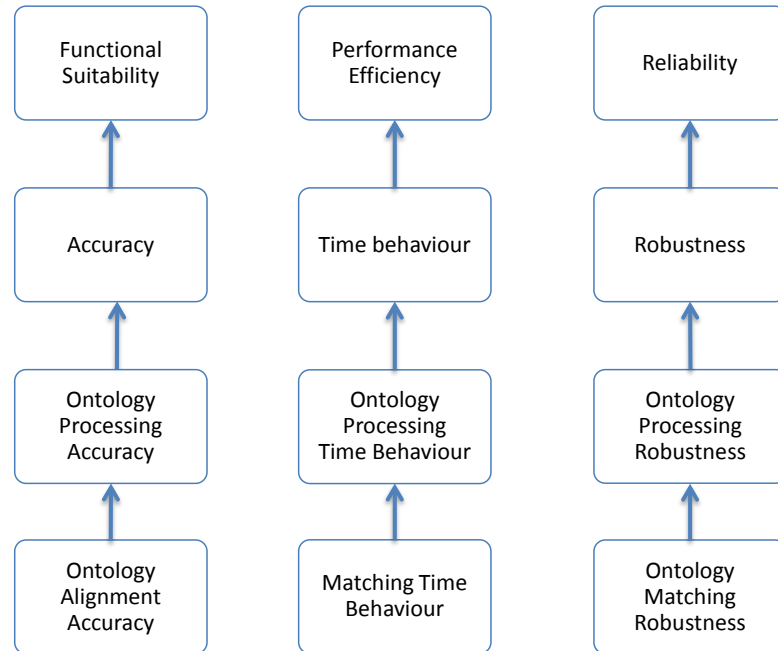 Functional
Suitability
Performance
Efficiency
Reliability
Accuracy
Time behaviour
Robustness
Ontology
Processing
Accuracy
Ontology
Processing
Time Behaviour
Ontology
Processing
Robustness
Ontology
Alignment
Accuracy
Matching Time
Behaviour
Ontology
Matching
Robustness